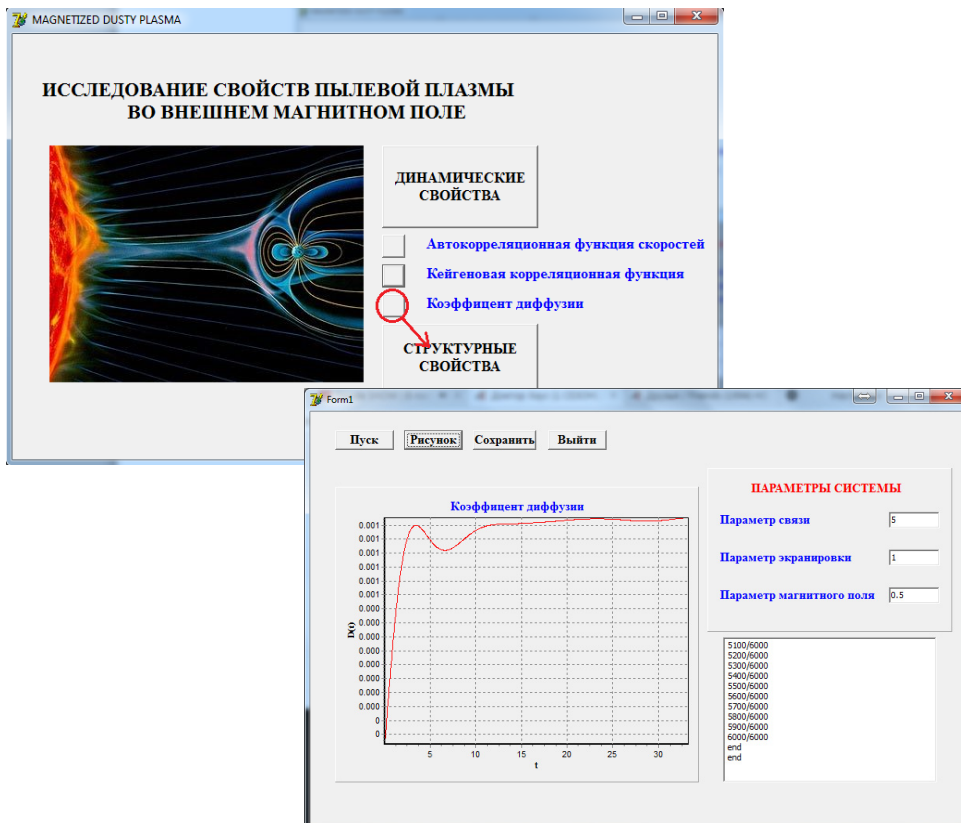 MAGNETIZED DUSTY PLASMA
ИССЛЕДОВАНИЕ СВОЙСТВ ПЫЛЕВОЙ ПЛАЗМЫ
ВО ВНЕШНЕМ МАГНИТНОМ ПОЛЕ
ДИНАМИЧЕСКИЕ
СВОЙСТВА
Автокорреляционная функция скоростей
Кейгеновая корреляционная функция
Коэффицент диффузии
СТРУКТУРНЫЕ
СВОЙСТВА
Form1
Пуск Рисунок Сохранить Выйти
Коэффицент диффузии
0.001
0.001
0.001
0.001
0.001
0.001
0.000
0.000
0.000
0.000
0.000
0.000
0.000
0.000
0
0
D(t)
5 10 15 20 25 30
t
ПАРАМЕТРЫ СИСТЕМЫ
Параметр связи 5
Параметр экранировки 1
Параметр магнитного поля 0.5
5100/6000
5200/6000
5300/6000
5400/6000
5500/6000
5600/6000
5700/6000
5800/6000
5900/6000
6000/6000
end
end